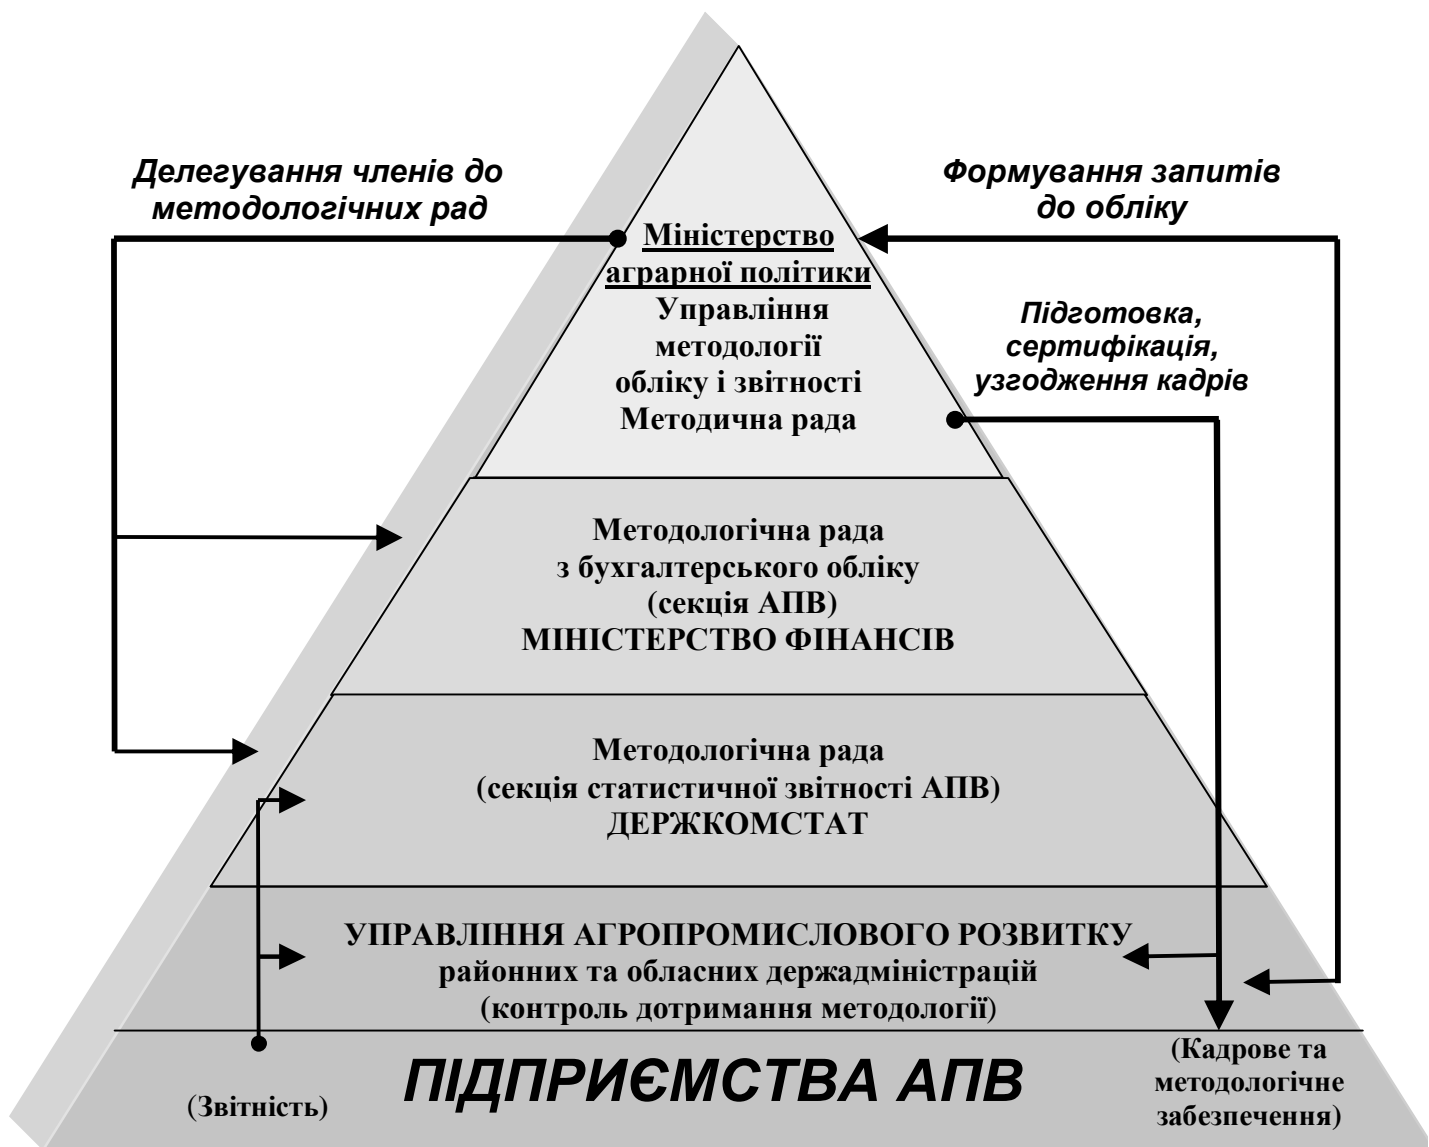 Делегування членів до
методологічних рад
Формування запитів
до обліку
Міністерство
аграрної політики
Управління
методології
обліку і звітності
Методична рада
Підготовка,
сертифікація,
узгодження кадрів
Методологічна рада
з бухгалтерського обліку
(секція АПВ)
МІНІСТЕРСТВО ФІНАНСІВ
Методологічна рада
(секція статистичної звітності АПВ)
ДЕРЖКОМСТАТ
УПРАВЛІННЯ АГРОПРОМИСЛОВОГО РОЗВИТКУ
районних та обласних держадміністрацій
(контроль дотримання методології)
ПІДПРИЄМСТВА АПВ
(Звітність)
(Кадрове та
методологічне
забезпечення)